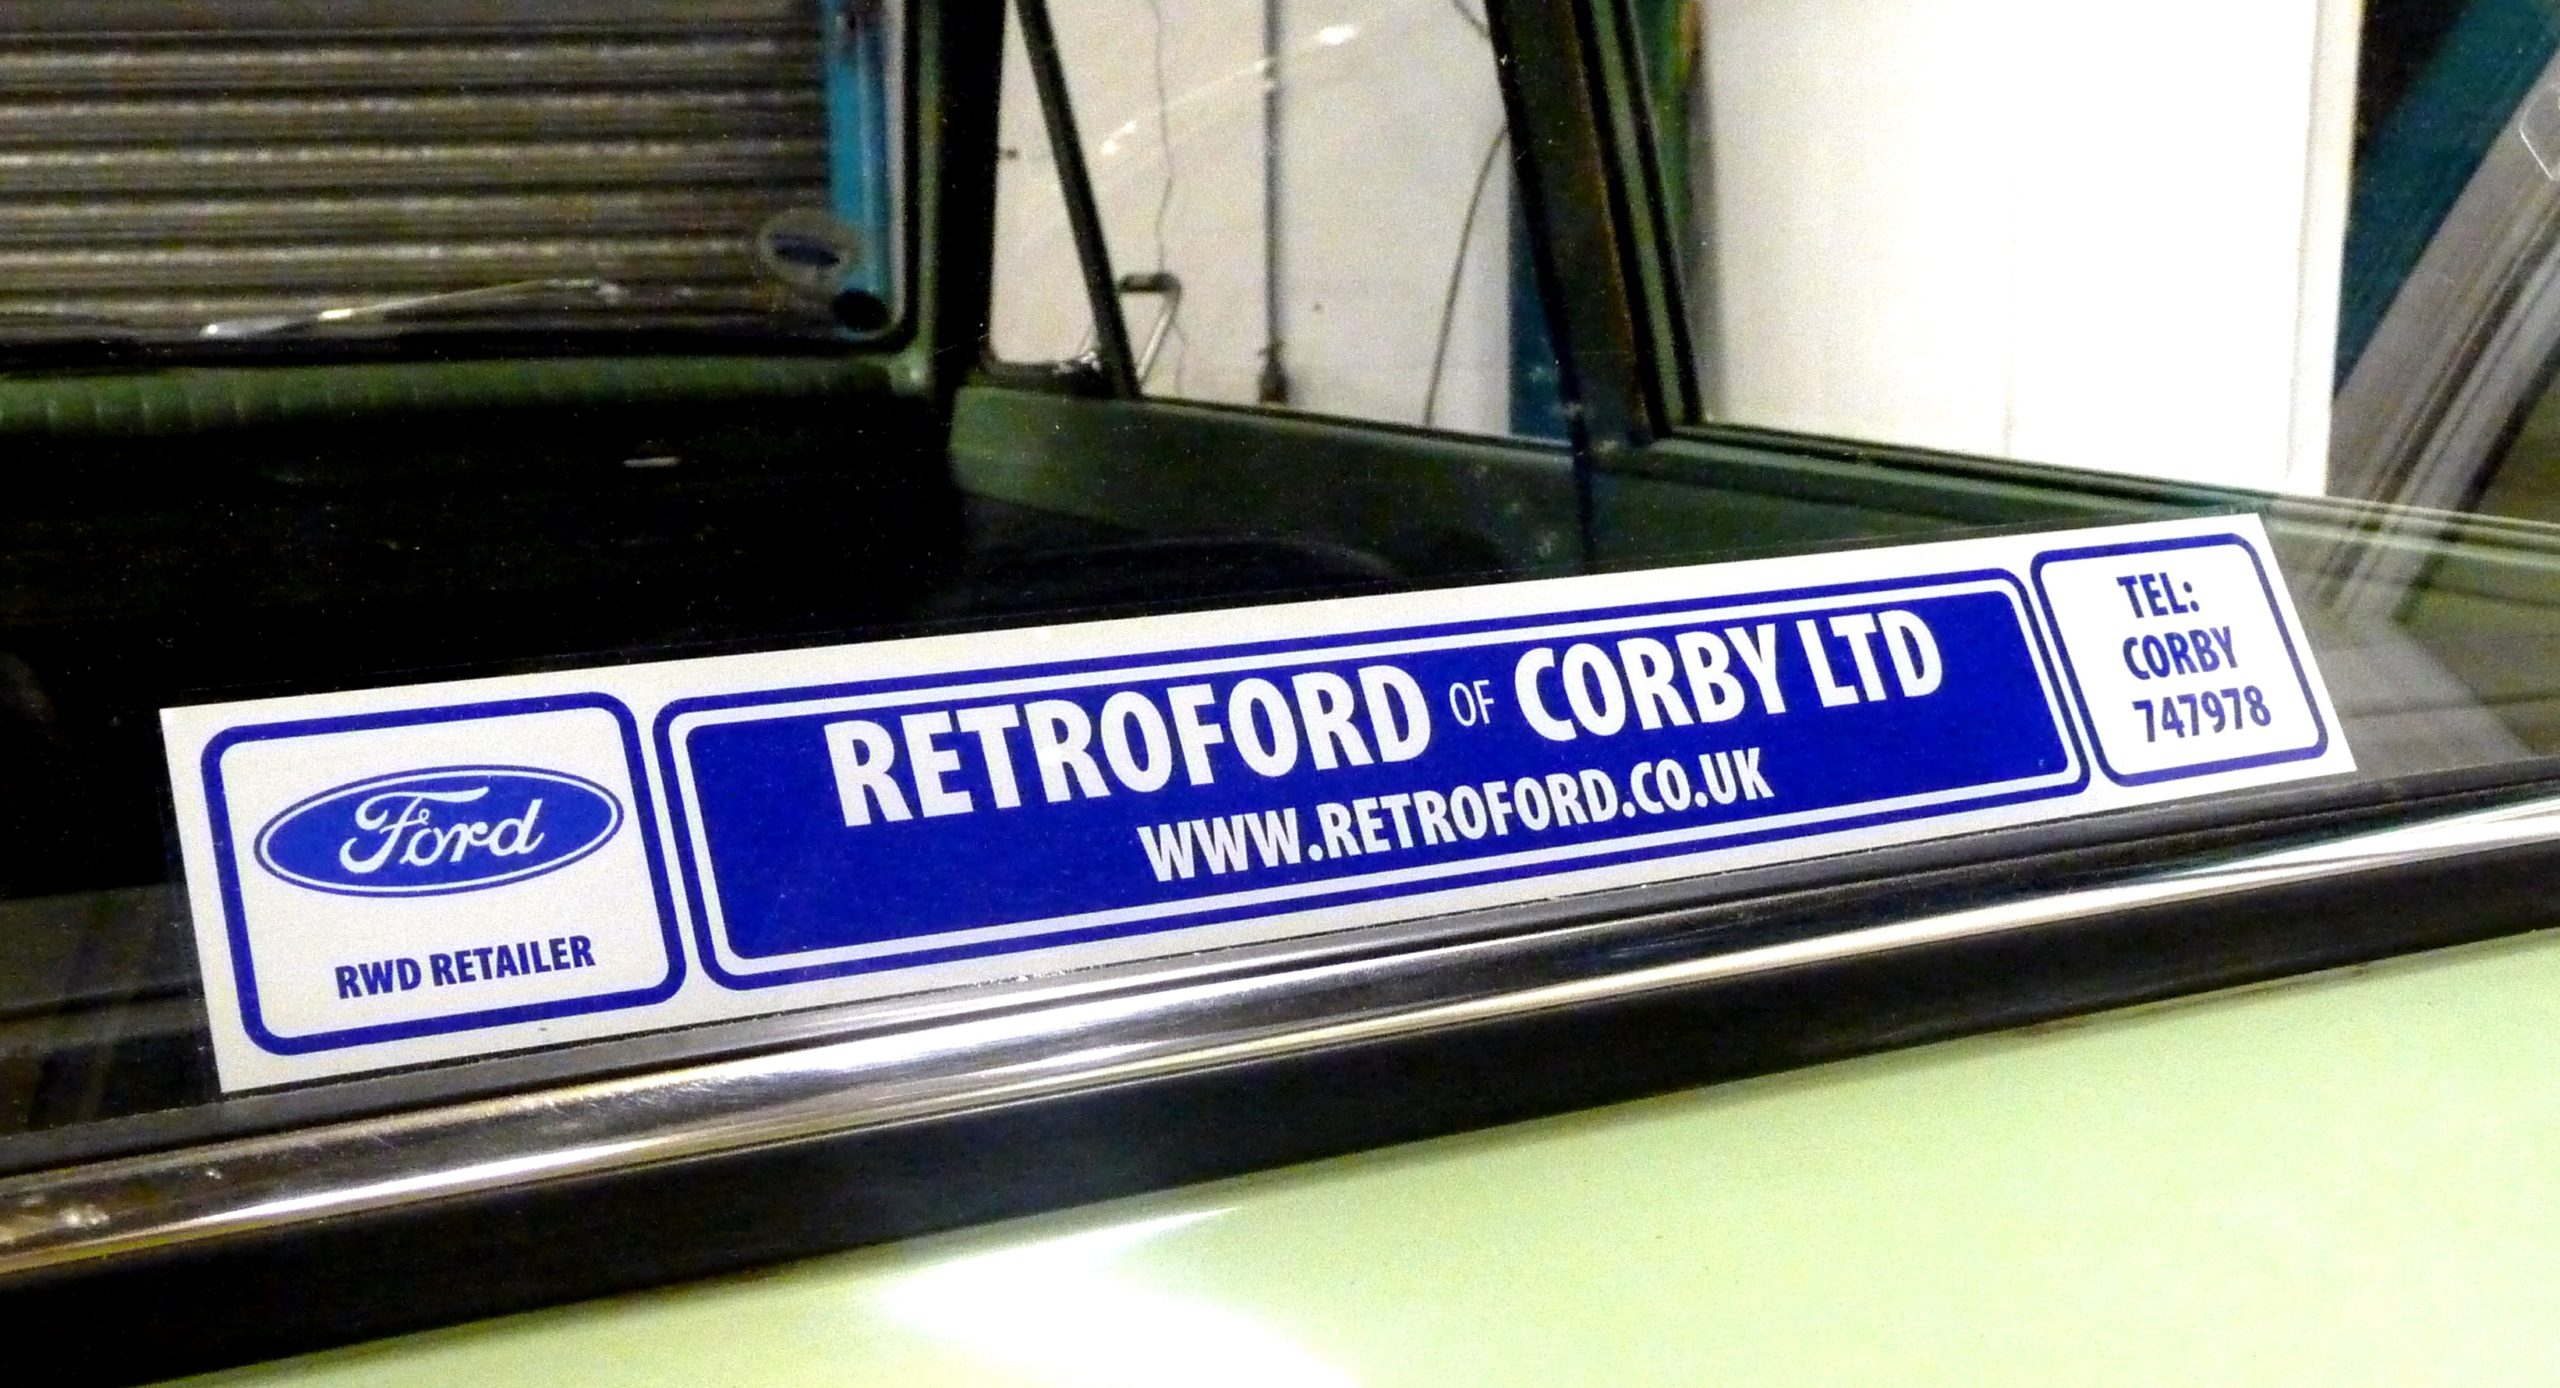 Ford
RWD RETAILER
RETROFORD OF CORBY LTD
WWW.RETROFORD.CO.UK
TEL:
CORBY
747978